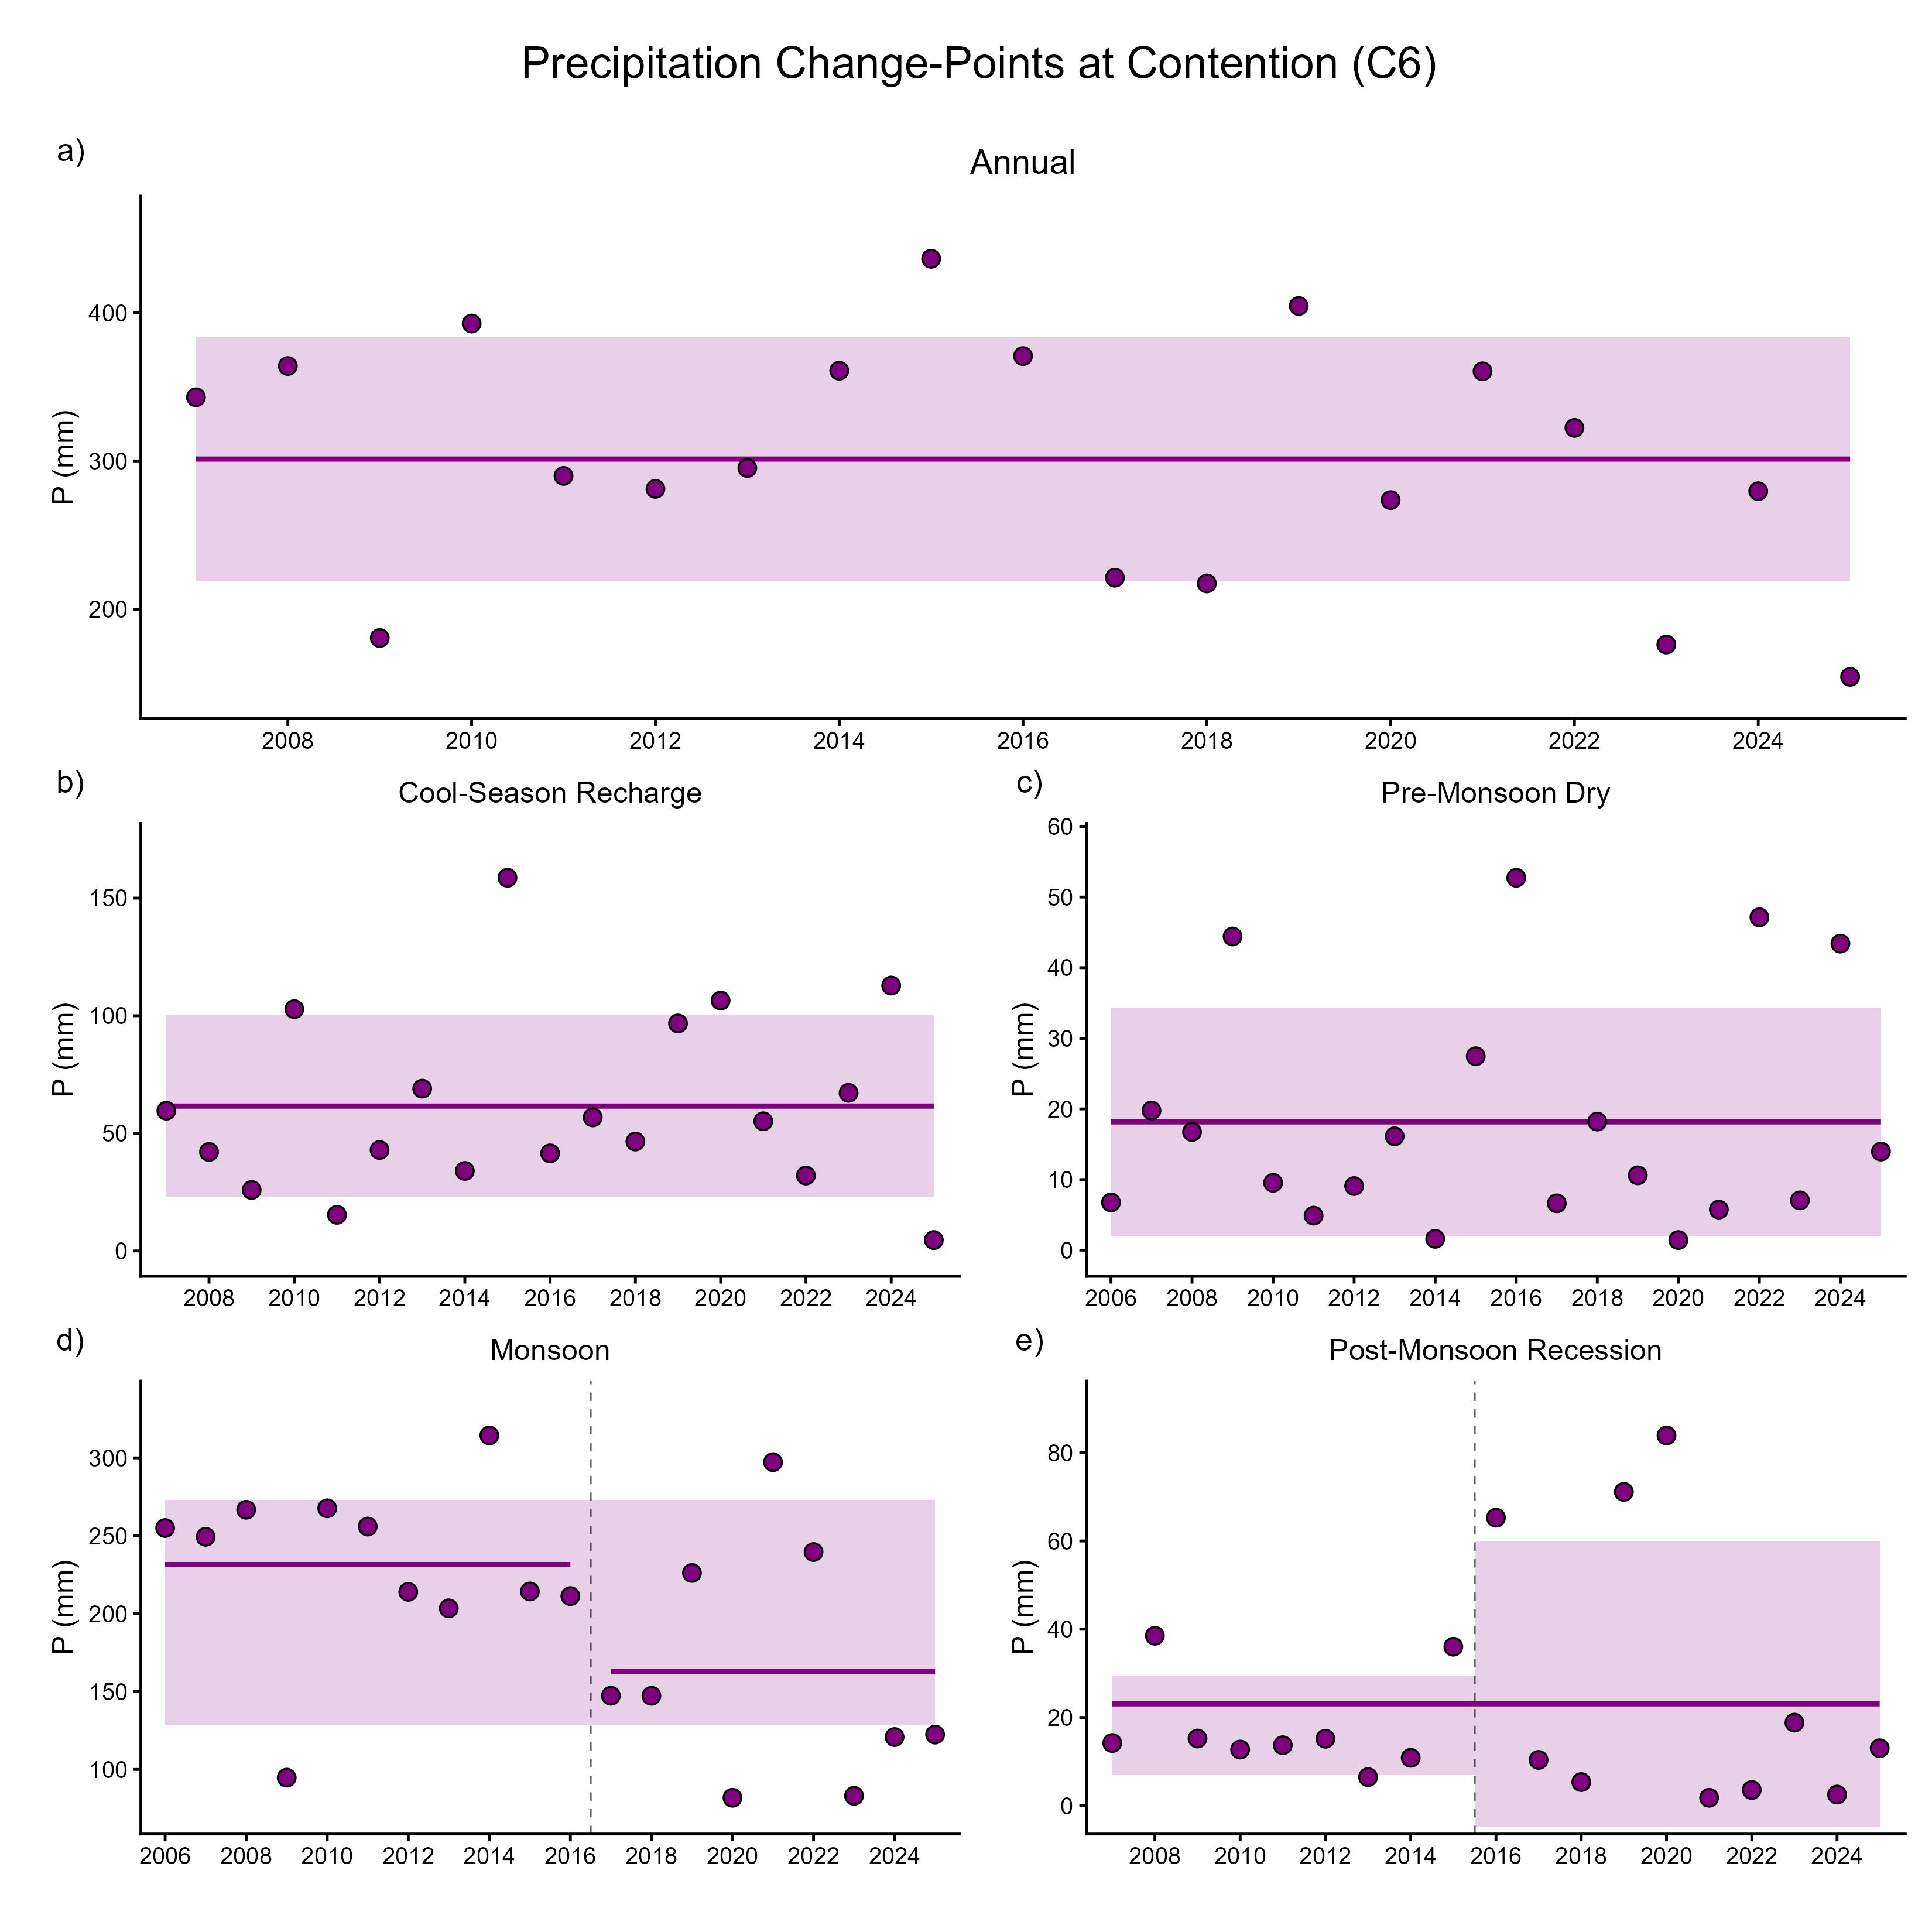 Precipitation Change-Points at Contention (C6)
a)
Annual
P (mm)
400
300
200
2008 2010 2012 2014 2016 2018 2020 2022 2024
b)
Cool-Season Recharge
P (mm)
150
100
50
0
2008 2010 2012 2014 2016 2018 2020 2022 2024
c)
Pre-Monsoon Dry
P (mm)
60
50
40
30
20
10
0
2006 2008 2010 2012 2014 2016 2018 2020 2022 2024
d)
Monsoon
P (mm)
300
250
200
150
100
2006 2008 2010 2012 2014 2016 2018 2020 2022 2024
e)
Post-Monsoon Recession
P (mm)
80
60
40
20
0
2008 2010 2012 2014 2016 2018 2020 2022 2024